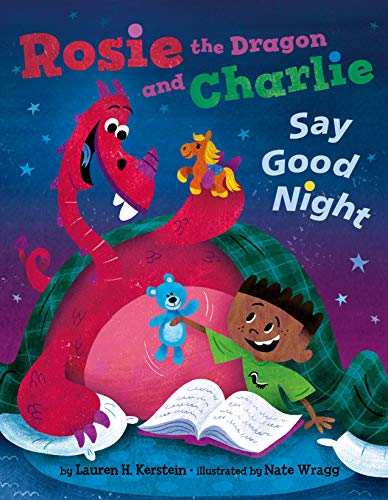 Rosie the Dragon
and Charlie
Say
Good
Night
by Lauren H. Kerstein • illustrated by Nate Wragg